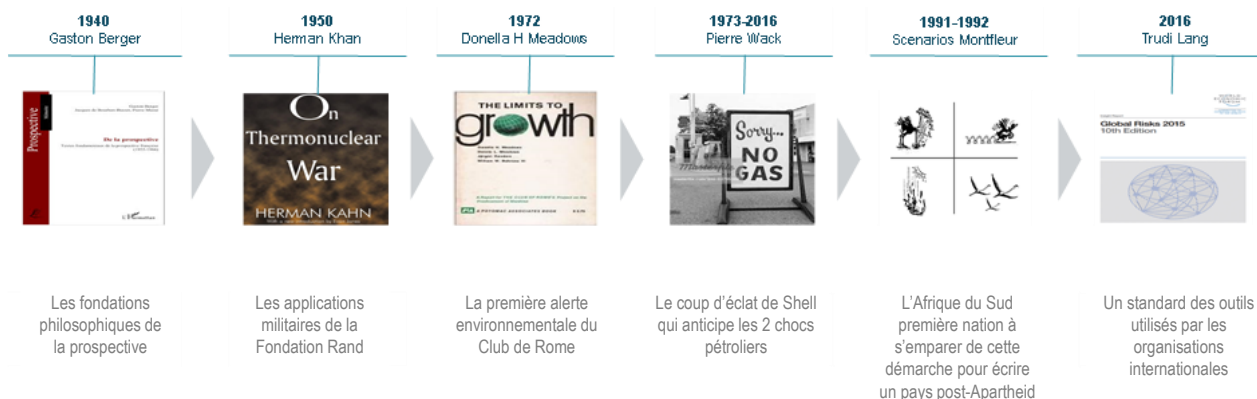 1940
Gaston Berger
1950
Herman Khan
1972
Donella H Meadows
1973-2016
Pierre Wack
1991-1992
Scenarios Montfleur
2016
Trudi Lang
Prospective
De la prospective
L'Harmattan
On
Thermonuclear
War
HERMAN KAHN
THE LIMITS TO
growth
A POTOMAC ASSOCIATES BOOK
Sorry...
NO
GAS
Global Risks 2015
10th Edition
Les fondations
philosophiques de
la prospective
Les applications
militaires de la
Fondation Rand
La première alerte
environnementale du
Club de Rome
Le coup d'éclat de Shell
qui anticipe les 2 chocs
pétroliers
L'Afrique du Sud
première nation à
s'emparer de cette
démarche pour écrire
un pays post-Apartheid
Un standard des outils
utilisés par les
organisations
internationales